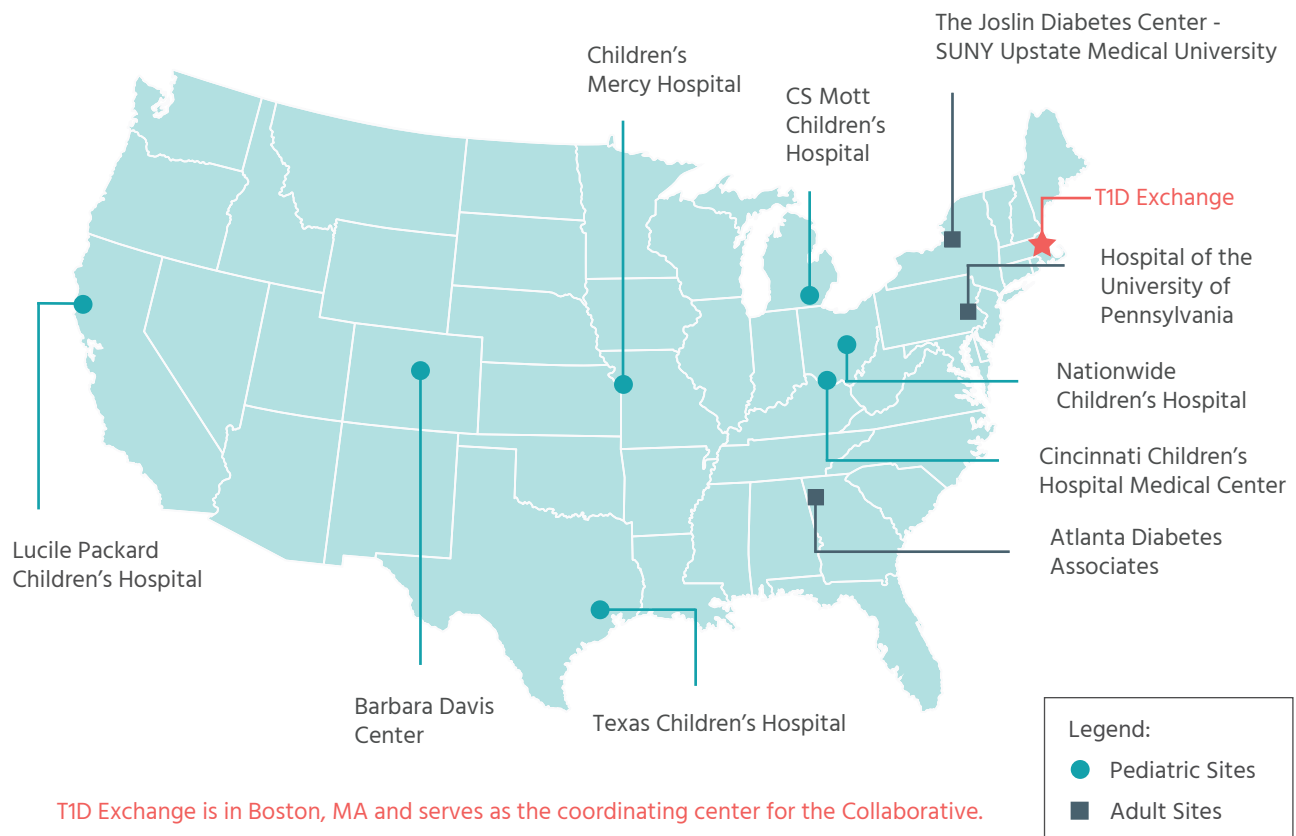 The Joslin Diabetes Center -
SUNY Upstate Medical University
Children’s
Mercy Hospital
CS Mott
Children’s
Hospital
T1D Exchange
Hospital of the
University of
Pennsylvania
Nationwide
Children’s Hospital
Cincinnati Children’s
Hospital Medical Center
Atlanta Diabetes
Associates
Lucile Packard
Children’s Hospital
Barbara Davis
Center
Texas Children’s Hospital
Legend:
Pediatric Sites
Adult Sites
T1D Exchange is in Boston, MA and serves as the coordinating center for the Collaborative.